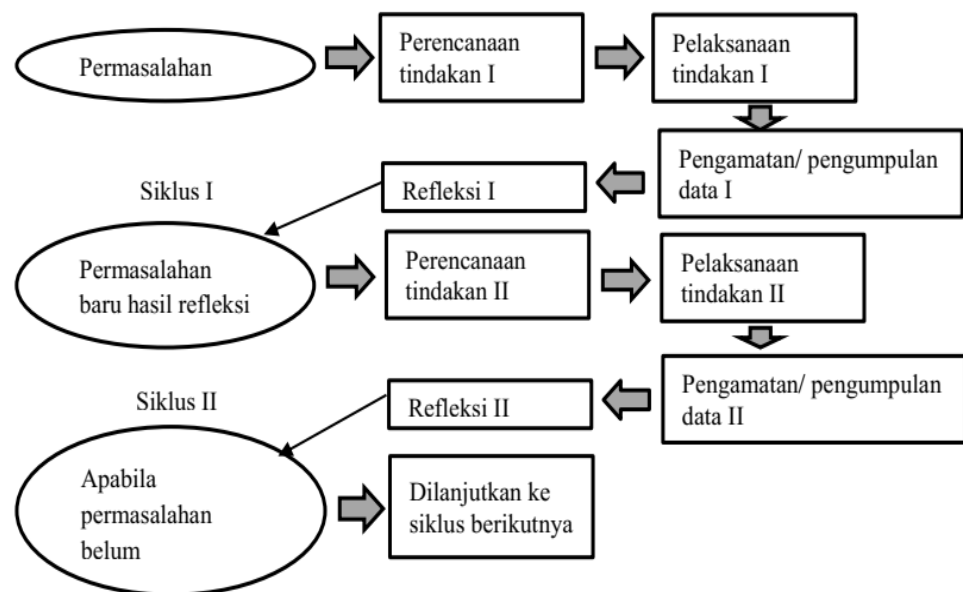 Permasalahan
Perencanaan
tindakan I
Pelaksanaan
tindakan I
Pengamatan/ pengumpulan
data I
Refleksi I
Siklus I
Permasalahan
baru hasil refleksi
Perencanaan
tindakan II
Pelaksanaan
tindakan II
Pengamatan/ pengumpulan
data II
Refleksi II
Siklus II
Apabila
permasalahan
belum
Dilanjutkan ke
siklus berikutnya